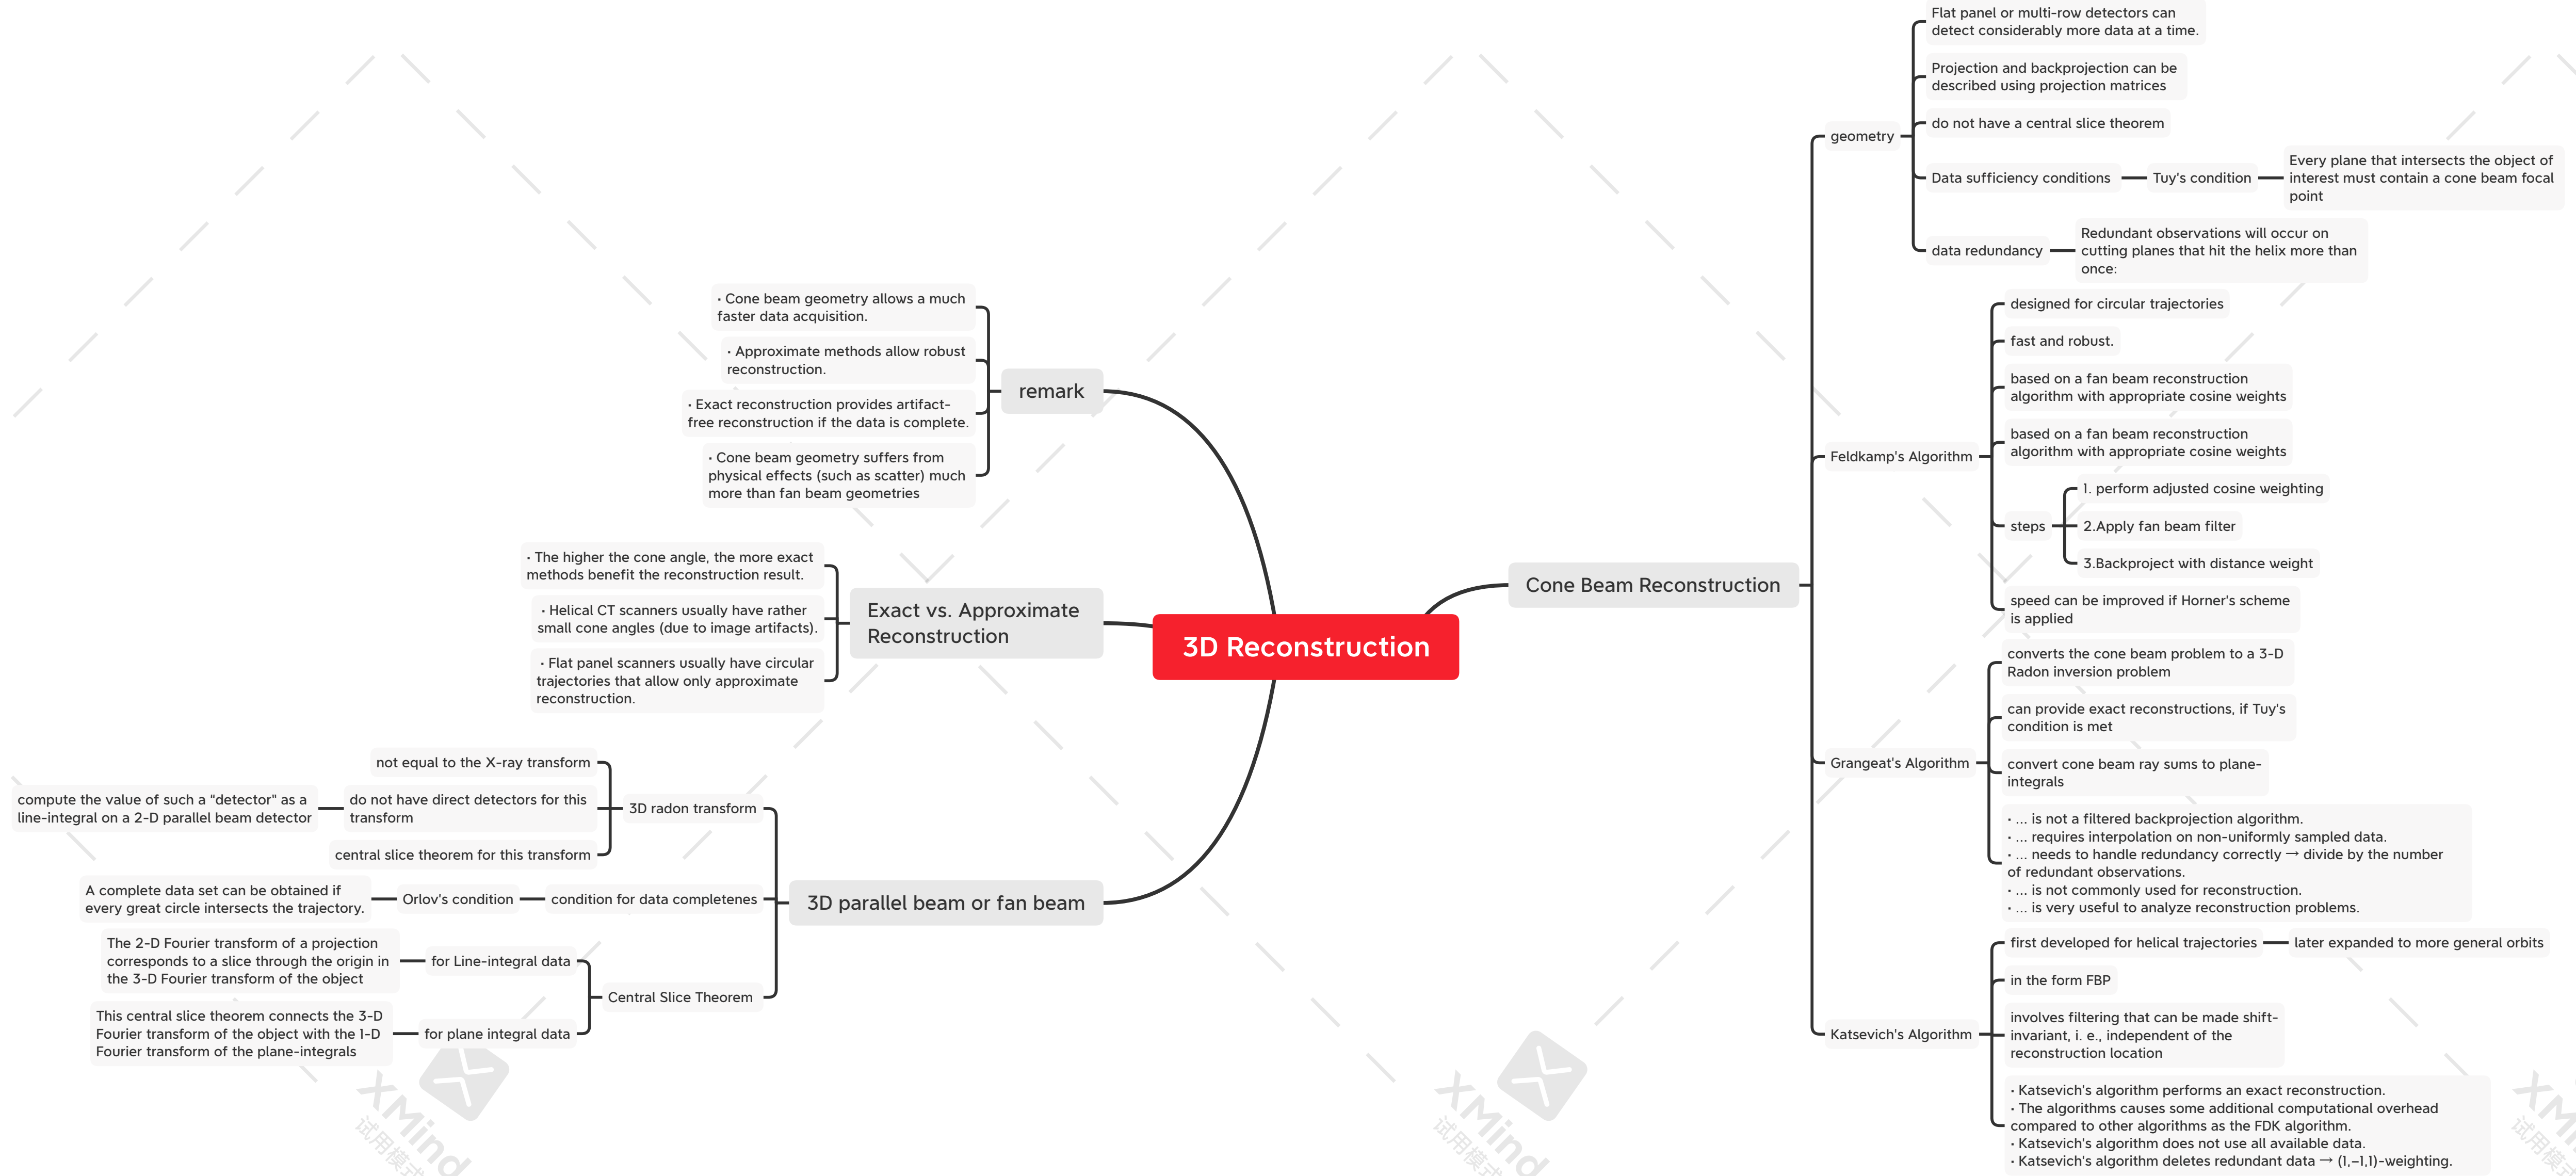 3D Reconstruction
Cone Beam Reconstruction
geometry
Flat panel or multi-row detectors can
detect considerably more data at a time.
Projection and backprojection can be
described using projection matrices
do not have a central slice theorem
Data sufficiency conditions
Tuy's condition
Every plane that intersects the object of
interest must contain a cone beam focal
point
data redundancy
Redundant observations will occur on
cutting planes that hit the helix more than
once:
Feldkamp's Algorithm
designed for circular trajectories
fast and robust.
based on a fan beam reconstruction
algorithm with appropriate cosine weights
based on a fan beam reconstruction
algorithm with appropriate cosine weights
steps
1. perform adjusted cosine weighting
2.Apply fan beam filter
3.Backproject with distance weight
speed can be improved if Horner's scheme
is applied
Grangeat's Algorithm
converts the cone beam problem to a 3-D
Radon inversion problem
can provide exact reconstructions, if Tuy's
condition is met
convert cone beam ray sums to plane-
integrals
• ... is not a filtered backprojection algorithm.
• ... requires interpolation on non-uniformly sampled data.
• ... needs to handle redundancy correctly → divide by the number
of redundant observations.
• ... is not commonly used for reconstruction.
• ... is very useful to analyze reconstruction problems.
Katsevich's Algorithm
first developed for helical trajectories
later expanded to more general orbits
in the form FBP
involves filtering that can be made shift-
invariant, i. e., independent of the
reconstruction location
• Katsevich's algorithm performs an exact reconstruction.
• The algorithms causes some additional computational overhead
compared to other algorithms as the FDK algorithm.
• Katsevich's algorithm does not use all available data.
• Katsevich's algorithm deletes redundant data → (1,−1,1)-weighting.
remark
• Cone beam geometry allows a much
faster data acquisition.
• Approximate methods allow robust
reconstruction.
• Exact reconstruction provides artifact-
free reconstruction if the data is complete.
• Cone beam geometry suffers from
physical effects (such as scatter) much
more than fan beam geometries
Exact vs. Approximate
Reconstruction
• The higher the cone angle, the more exact
methods benefit the reconstruction result.
• Helical CT scanners usually have rather
small cone angles (due to image artifacts).
• Flat panel scanners usually have circular
trajectories that allow only approximate
reconstruction.
3D parallel beam or fan beam
3D radon transform
not equal to the X-ray transform
do not have direct detectors for this
transform
compute the value of such a "detector" as a
line-integral on a 2-D parallel beam detector
central slice theorem for this transform
condition for data completenes
Orlov's condition
A complete data set can be obtained if
every great circle intersects the trajectory.
Central Slice Theorem
for Line-integral data
The 2-D Fourier transform of a projection
corresponds to a slice through the origin in
the 3-D Fourier transform of the object
for plane integral data
This central slice theorem connects the 3-D
Fourier transform of the object with the 1-D
Fourier transform of the plane-integrals
XMind
试用模式
XMind
试用模式
XMind
试用模式